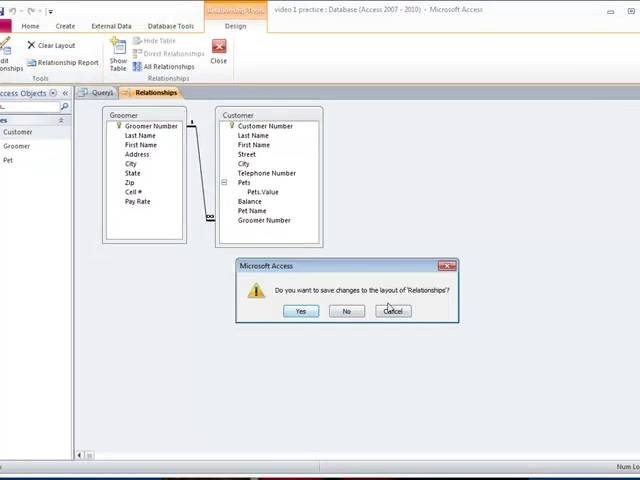 Relationship Tools
video 1 practice : Database (Access 2007 - 2010) - Microsoft Access
Home
Create
External Data
Database Tools
Design
Clear Layout
Relationship Report
Tools
Show
Table
Hide Table
Direct Relationships
All Relationships
Relationships
Close
Query1
Relationships
Customer
Groomer
Pet
Groomer
Groomer Number
Last Name
First Name
Address
City
State
Zip
Cell #
Pay Rate
1
∞
Customer
Customer Number
Last Name
First Name
Street
City
Telephone Number
Pets
Pets.Value
Balance
Pet Name
Groomer Number
Microsoft Access
Do you want to save changes to the layout of 'Relationships'?
Yes
No
Cancel